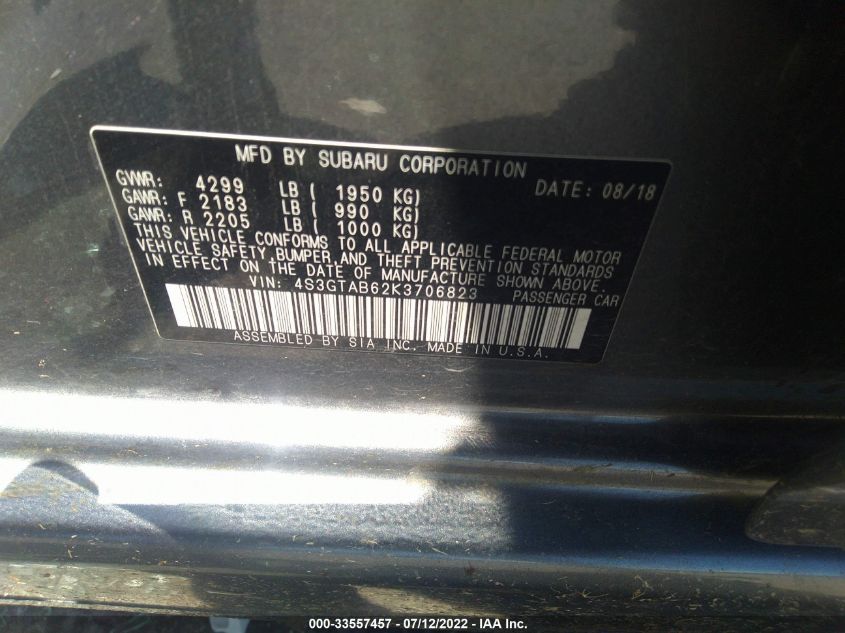 MFD BY SUBARU CORPORATION
GVWR: 4299 LB ( 1950 KG) DATE: 08/18
GAWR: F 2183 LB ( 990 KG)
GAWR: R 2205 LB ( 1000 KG)
THIS VEHICLE CONFORMS TO ALL APPLICABLE FEDERAL MOTOR
VEHICLE SAFETY, BUMPER, AND THEFT PREVENTION STANDARDS
IN EFFECT ON THE DATE OF MANUFACTURE SHOWN ABOVE.
VIN: 4S3GTAB62K3706823 PASSENGER CAR
ASSEMBLED BY SIA INC. MADE IN U.S.A.
000-33557457 - 07/12/2022 - IAA Inc.